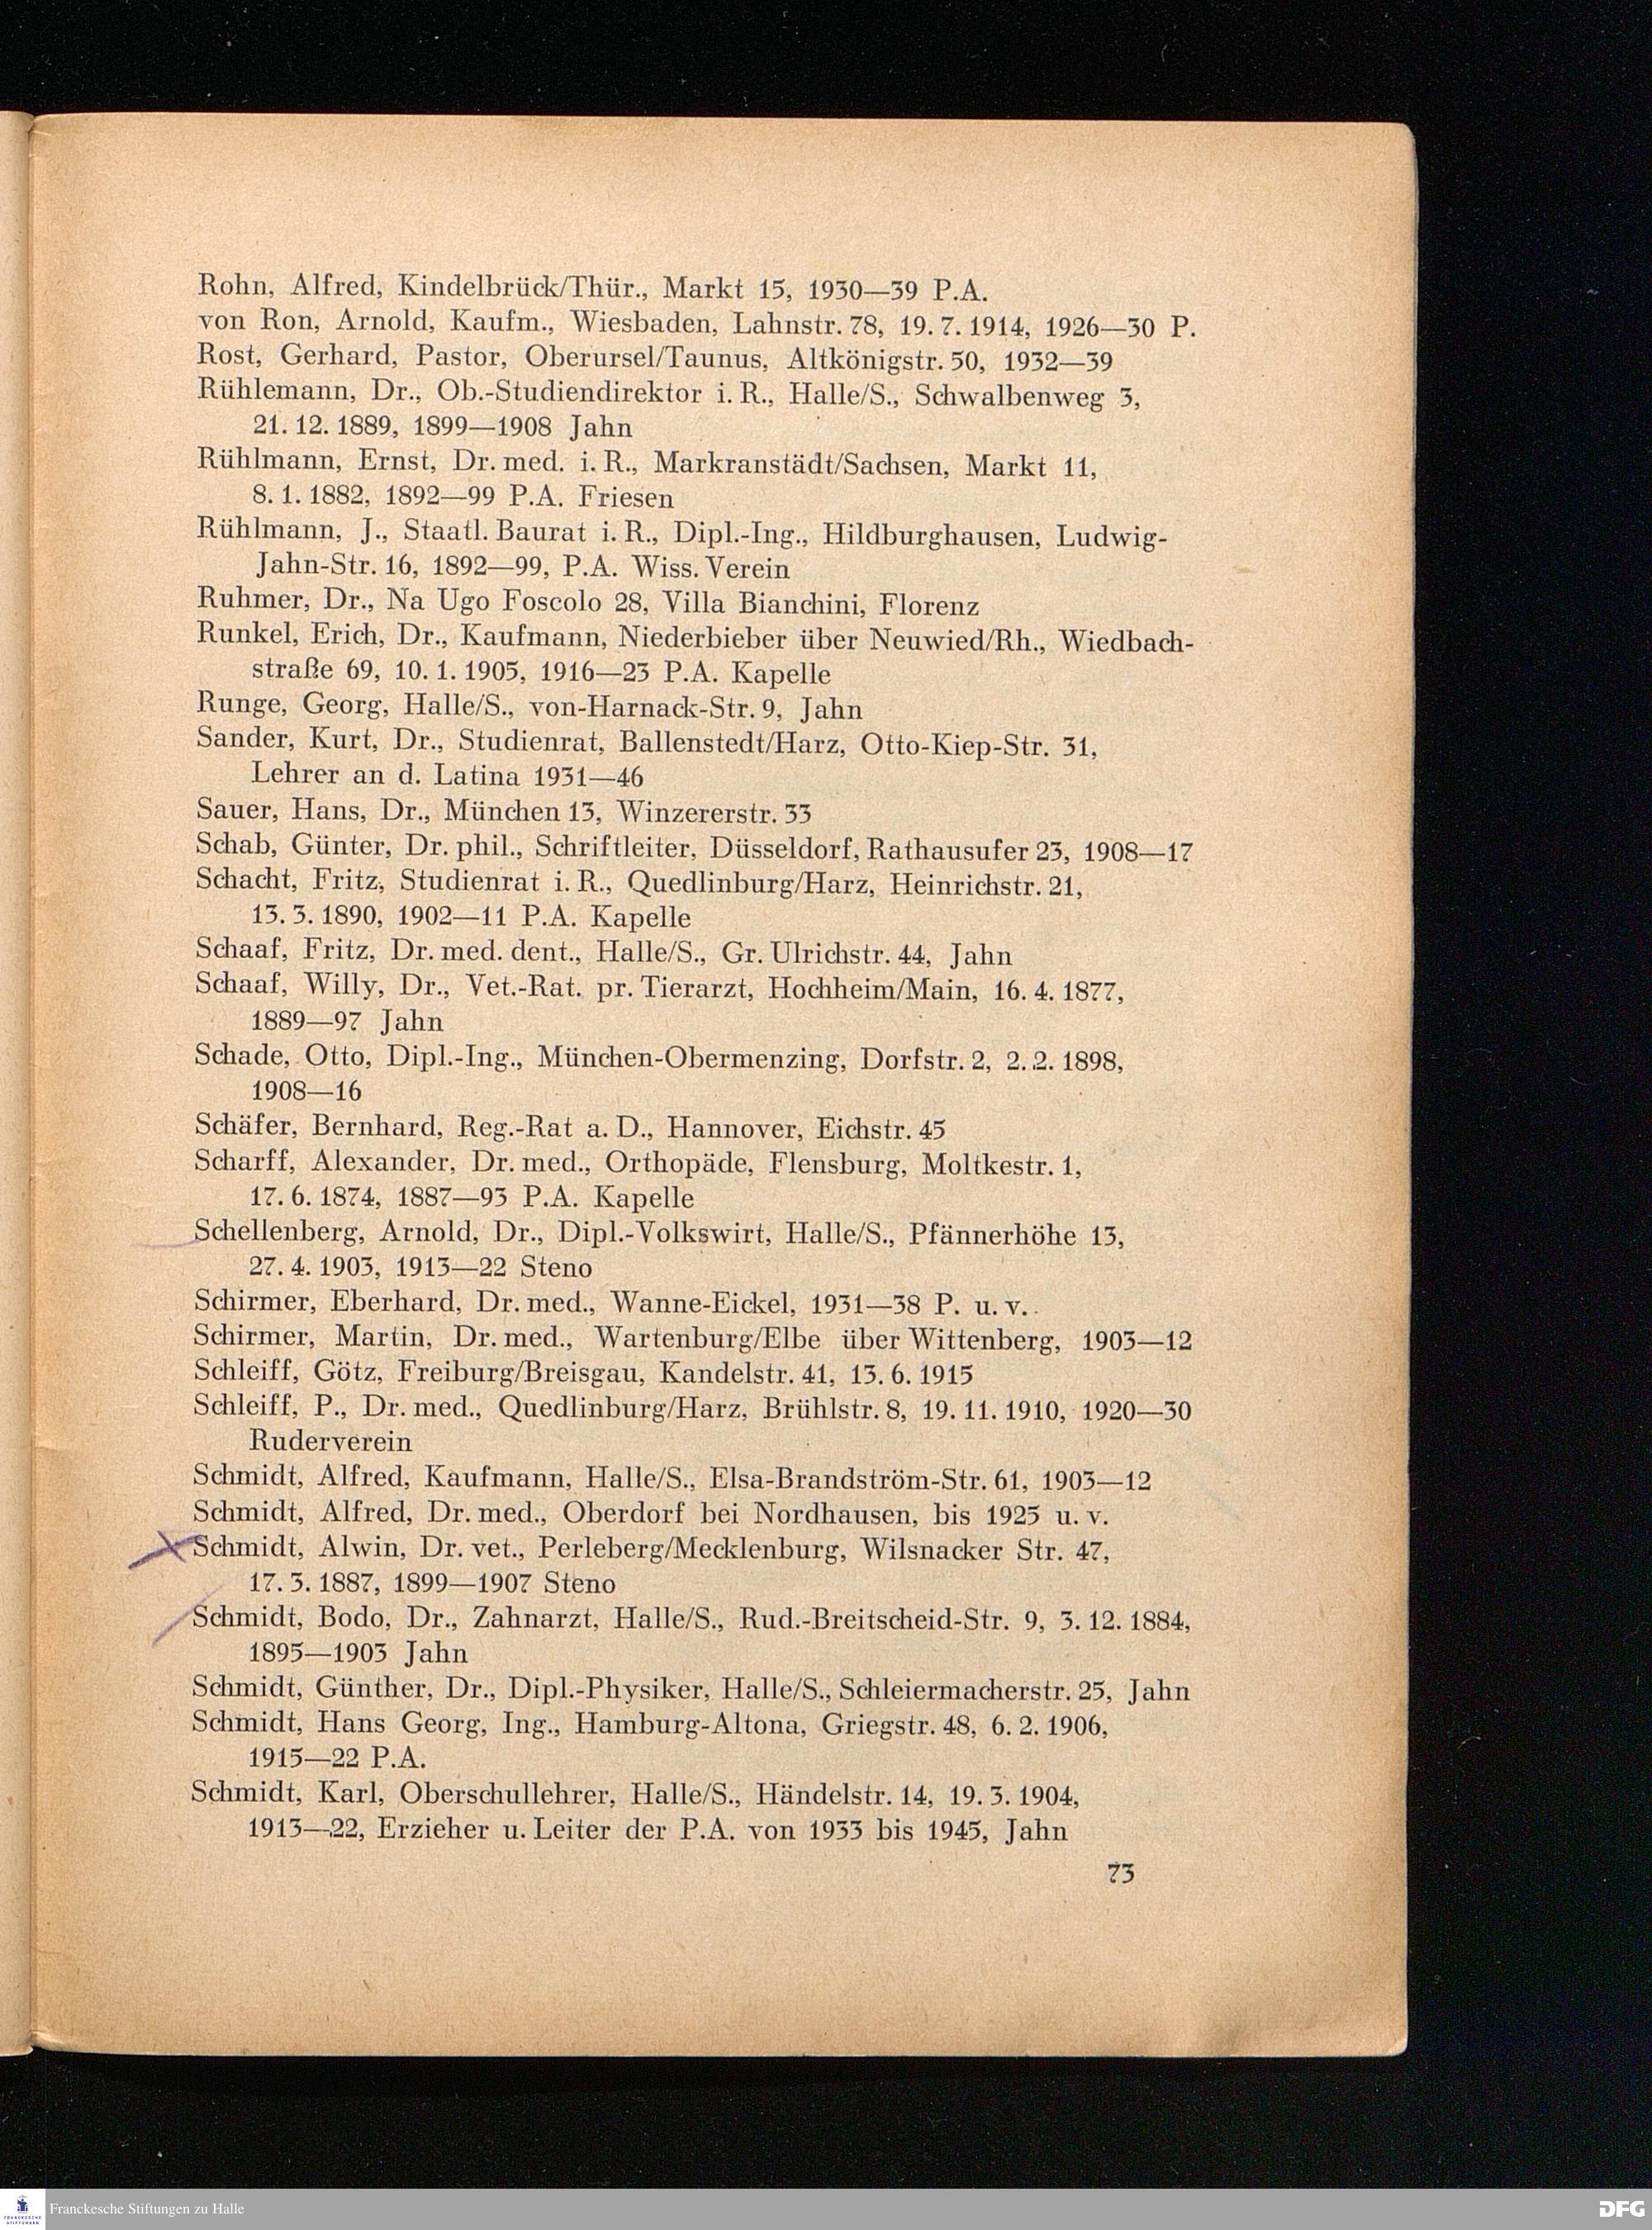 Rohn, Alfred, Kindelbrück/Thür., Markt 15, 1930—39 P.A.
von Ron, Arnold, Kaufm., Wiesbaden, Lahnstr. 78, 19. 7. 1914, 1926—30 P.
Rost, Gerhard, Pastor, Oberursel/Taunus, Altkönigstr. 50, 1932—39
Rühlemann, Dr., Ob.-Studiendirektor i. R., Halle/S., Schwalbenweg 3,
21. 12. 1889, 1899—1908 Jahn
Rühlmann, Ernst, Dr. med. i. R., Markranstädt/Sachsen, Markt 11,
8. 1. 1882, 1892—99 P.A. Friesen
Rühlmann, J., Staatl. Baurat i. R., Dipl.-Ing., Hildburghausen, Ludwig-
Jahn-Str. 16, 1892—99, P.A. Wiss. Verein
Ruhmer, Dr., Na Ugo Foscolo 28, Villa Bianchini, Florenz
Runkel, Erich, Dr., Kaufmann, Niederbieber über Neuwied/Rh., Wiedbach-
straße 69, 10. 1. 1905, 1916—23 P.A. Kapelle
Runge, Georg, Halle/S., von-Harnack-Str. 9, Jahn
Sander, Kurt, Dr., Studienrat, Ballenstedt/Harz, Otto-Kiep-Str. 31,
Lehrer an d. Latina 1931—46
Sauer, Hans, Dr., München 13, Winzererstr. 33
Schab, Günter, Dr. phil., Schriftleiter, Düsseldorf, Rathausufer 23, 1908—17
Schacht, Fritz, Studienrat i. R., Quedlinburg/Harz, Heinrichstr. 21,
13. 3. 1890, 1902—11 P.A. Kapelle
Schaaf, Fritz, Dr. med. dent., Halle/S., Gr. Ulrichstr. 44, Jahn
Schaaf, Willy, Dr., Vet.-Rat. pr. Tierarzt, Hochheim/Main, 16. 4. 1877,
1889—97 Jahn
Schade, Otto, Dipl.-Ing., München-Obermenzing, Dorfstr. 2, 2. 2. 1898,
1908—16
Schäfer, Bernhard, Reg.-Rat a. D., Hannover, Eichstr. 45
Scharff, Alexander, Dr. med., Orthopäde, Flensburg, Moltkestr. 1,
17. 6. 1874, 1887—93 P.A. Kapelle
Schellenberg, Arnold, Dr., Dipl.-Volkswirt, Halle/S., Pfännerhöhe 13,
27. 4. 1903, 1913—22 Steno
Schirmer, Eberhard, Dr. med., Wanne-Eickel, 1931—38 P. u. v.
Schirmer, Martin, Dr. med., Wartenburg/Elbe über Wittenberg, 1903—12
Schleiff, Götz, Freiburg/Breisgau, Kandelstr. 41, 13. 6. 1915
Schleiff, P., Dr. med., Quedlinburg/Harz, Brühlstr. 8, 19. 11. 1910, 1920—30
Ruderverein
Schmidt, Alfred, Kaufmann, Halle/S., Elsa-Brandström-Str. 61, 1903—12
Schmidt, Alfred, Dr. med., Oberdorf bei Nordhausen, bis 1925 u. v.
Schmidt, Alwin, Dr. vet., Perleberg/Mecklenburg, Wilsnacker Str. 47,
17. 3. 1887, 1899—1907 Steno
Schmidt, Bodo, Dr., Zahnarzt, Halle/S., Rud.-Breitscheid-Str. 9, 3. 12. 1884,
1895—1903 Jahn
Schmidt, Günther, Dr., Dipl.-Physiker, Halle/S., Schleiermacherstr. 25, Jahn
Schmidt, Hans Georg, Ing., Hamburg-Altona, Griegstr. 48, 6. 2. 1906,
1915—22 P.A.
Schmidt, Karl, Oberschullehrer, Halle/S., Händelstr. 14, 19. 3. 1904,
1913—22, Erzieher u. Leiter der P.A. von 1933 bis 1945, Jahn
73
FRANCKESCHE
STIFTUNGEN
Franckesche Stiftungen zu Halle
DFG